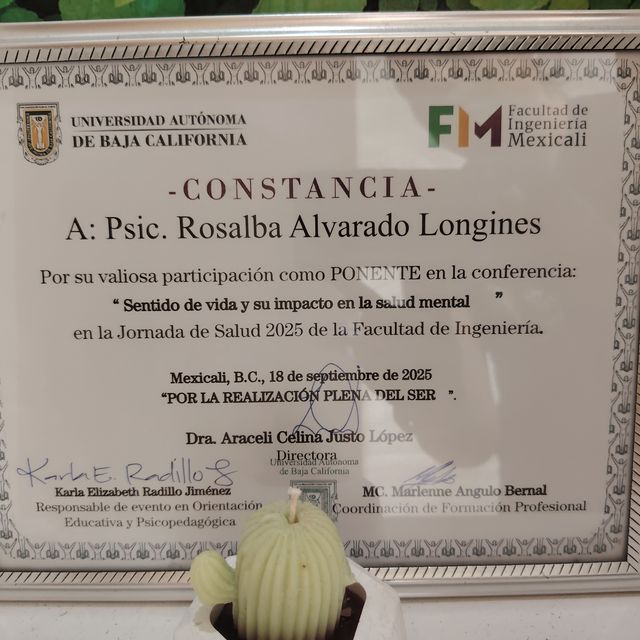 UNIVERSIDAD AUTÓNOMA
DE BAJA CALIFORNIA
FIM Facultad de
Ingeniería
Mexicali
-CONSTANCIA-
A: Psic. Rosalba Alvarado Longines
Por su valiosa participación como PONENTE en la conferencia:
“ Sentido de vida y su impacto en la salud mental ”
en la Jornada de Salud 2025 de la Facultad de Ingeniería.
Mexicali, B.C., 18 de septiembre de 2025
“POR LA REALIZACIÓN PLENA DEL SER ”.
Dra. Araceli Celina Justo López
Directora
Universidad Autónoma
de Baja California
Karla E. Radillo J
Karla Elizabeth Radillo Jiménez
Responsable de evento en Orientación
Educativa y Psicopedagógica
MC. Marlenne Angulo Bernal
Coordinación de Formación Profesional